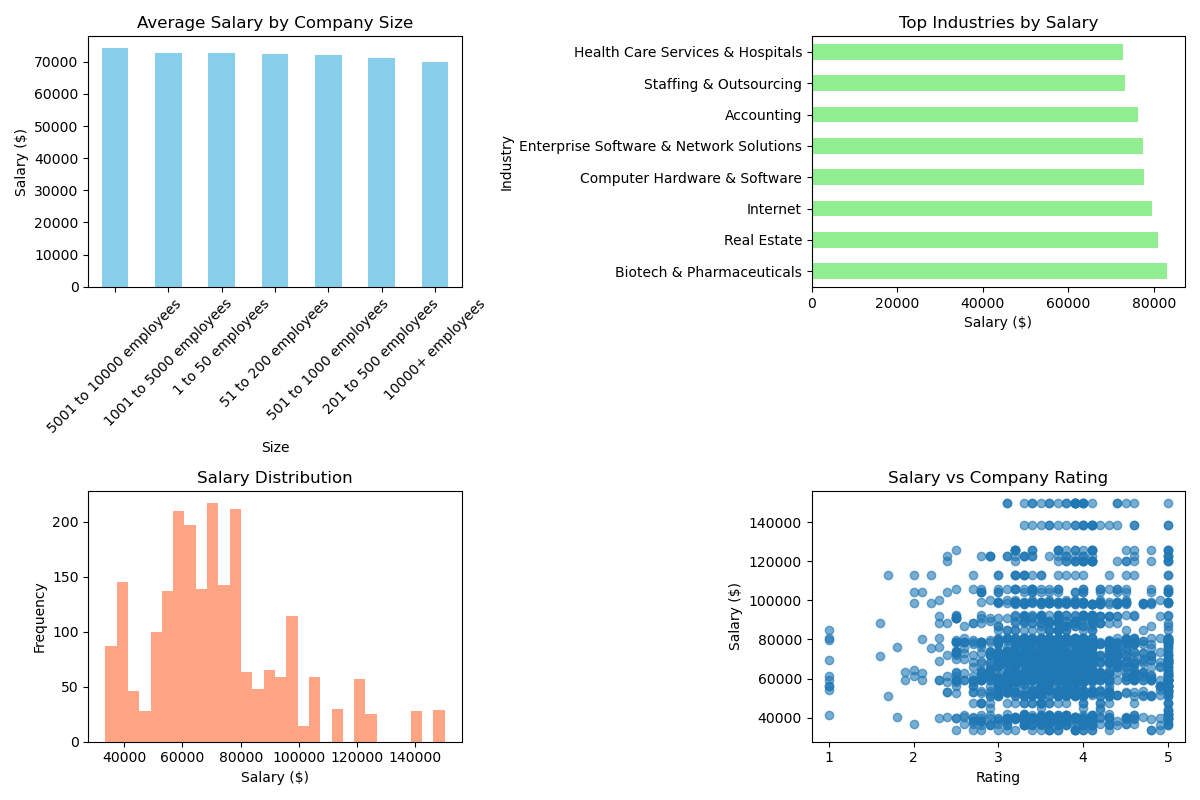 Average Salary by Company Size
Salary ($)
70000
60000
50000
40000
30000
20000
10000
0
5001 to 10000 employees
1001 to 5000 employees
1 to 50 employees
51 to 200 employees
501 to 1000 employees
201 to 500 employees
10000+ employees
Size
Top Industries by Salary
Industry
Health Care Services & Hospitals
Staffing & Outsourcing
Accounting
Enterprise Software & Network Solutions
Computer Hardware & Software
Internet
Real Estate
Biotech & Pharmaceuticals
0 20000 40000 60000 80000
Salary ($)
Salary Distribution
Frequency
200
150
100
50
0
40000 60000 80000 100000 120000 140000
Salary ($)
Salary vs Company Rating
Salary ($)
140000
120000
100000
80000
60000
40000
1 2 3 4 5
Rating